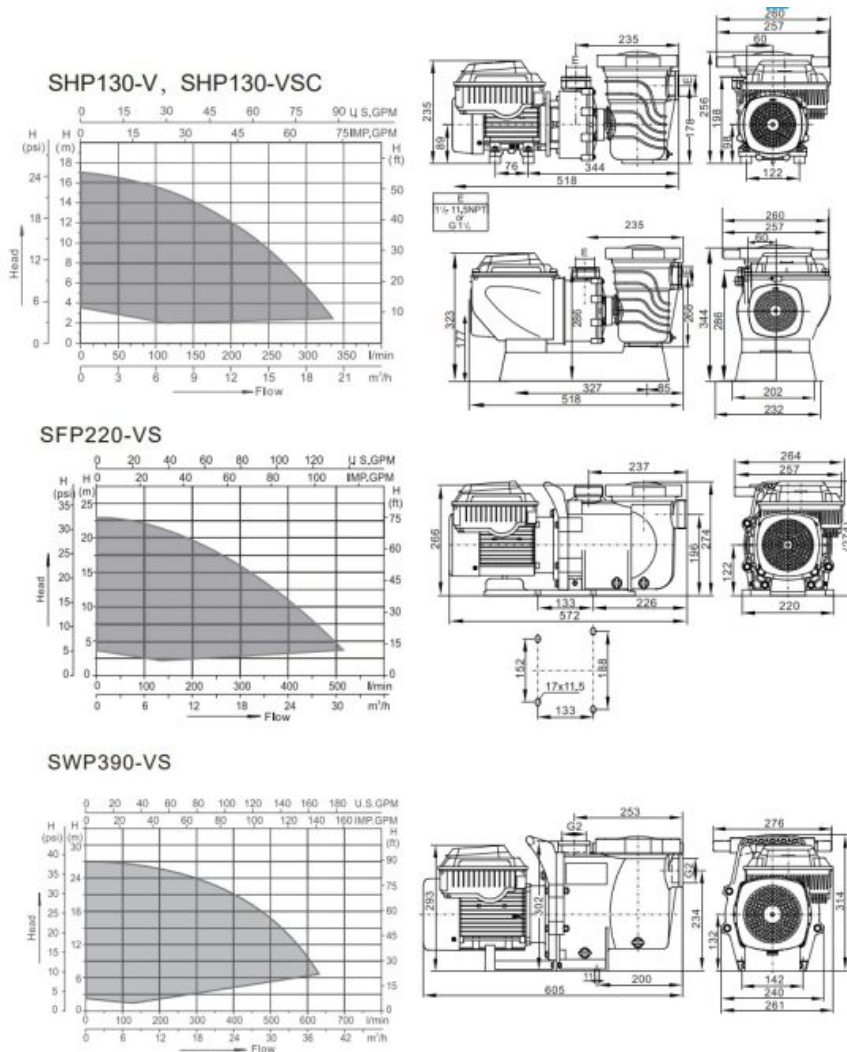 SHP130-V, SHP130-VSC
0 15 30 45 60 75 90 U.S,GPM
0 15 30 45 60 75 IMP,GPM
H (psi)
H (m)
H (ft)
24 18 12 6 0
18 16 14 12 10 8 6 4 2 0
50 40 30 20 10
Head
0 50 100 150 200 250 300 350 l/min
0 3 6 9 12 15 18 21 m³/h
Flow
235
E
E
235
89
76
344
518
178
260
257
60
256
198
98
122
E
1½-11.5NPT
or
G 1½
235
E
323
177
286
266
327
85
518
260
257
60
344
286
202
232
SFP220-VS
0 20 40 60 80 100 120 U.S.GPM
0 20 40 60 80 100 IMP.GPM
H (psi)
H (m)
H (ft)
35 30 25 20 15 10 5 0
25 20 15 10 5 0
75 60 45 30 15 0
Head
0 100 200 300 400 500 l/min
0 6 12 18 24 30 m³/h
Flow
237
266
196
274
133
226
572
152
188
17x11.5
133
264
257
122
(274)
220
SWP390-VS
0 20 40 60 80 100 120 140 160 180 U.S.GPM
0 20 40 60 80 100 120 140 160 IMP.GPM
H (psi)
H (m)
H (ft)
40 35 30 25 20 15 10 5 0
30 24 18 12 6 0
90 75 60 45 30 15 0
Head
0 100 200 300 400 500 600 700 l/min
0 6 12 18 24 30 36 42 m³/h
Flow
253
G2
G2
293
302
234
11
200
605
276
314
132
142
240
261